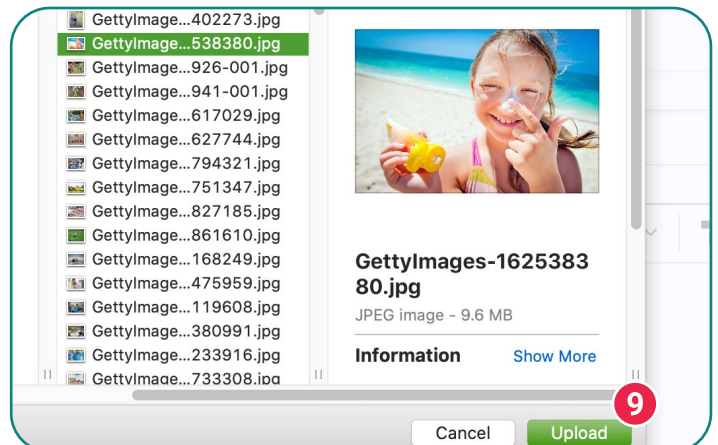 GettyImage...402273.jpg
GettyImage...538380.jpg
GettyImage...926-001.jpg
GettyImage...941-001.jpg
GettyImage...617029.jpg
GettyImage...627744.jpg
GettyImage...794321.jpg
GettyImage...751347.jpg
GettyImage...827185.jpg
GettyImage...861610.jpg
GettyImage...168249.jpg
GettyImage...475959.jpg
GettyImage...119608.jpg
GettyImage...380991.jpg
GettyImage...233916.jpg
GettyImage...733308.jpg
GettyImages-1625383
80.jpg
JPEG image - 9.6 MB
Information Show More
9
Cancel Upload